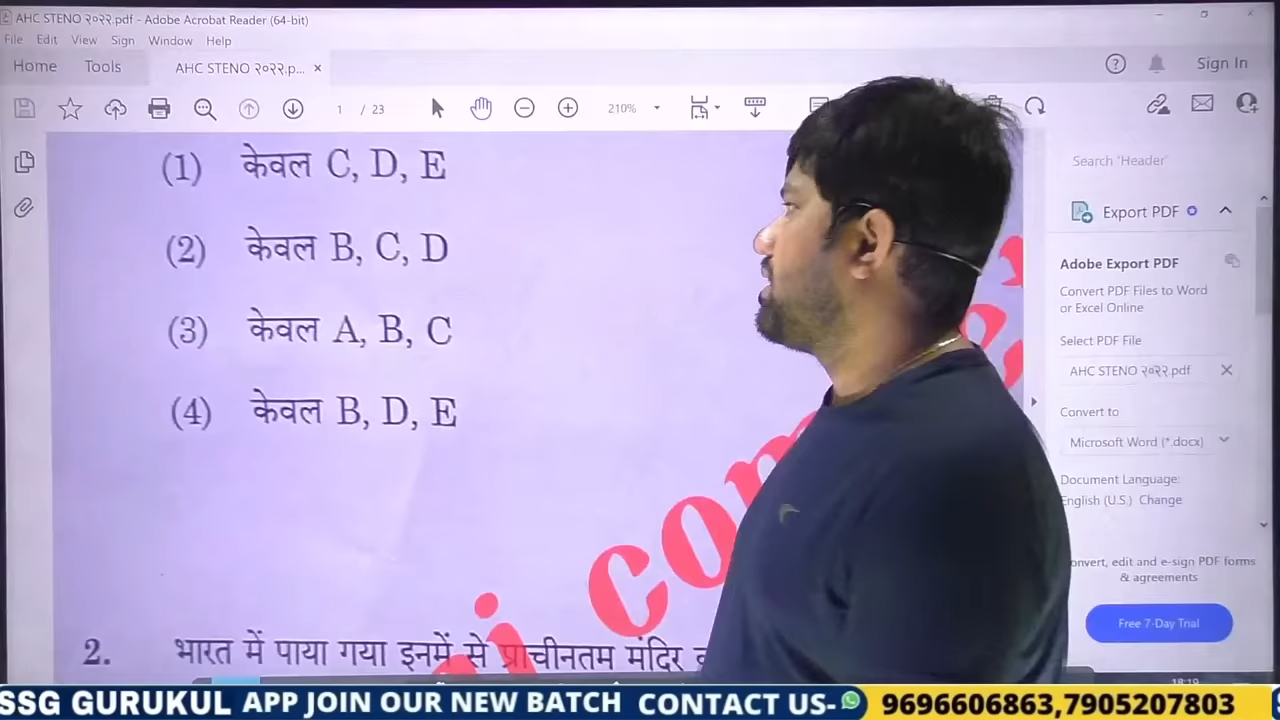 AHC STENO २०२२.pdf - Adobe Acrobat Reader (64-bit)
File Edit View Sign Window Help
Home Tools AHC STENO २०२२.p... × Sign In
1 / 23 210%
(1) केवल C, D, E
(2) केवल B, C, D
(3) केवल A, B, C
(4) केवल B, D, E
2. भारत में पाया गया इनमें से प्राचीनतम मंदिर
com
Search 'Header'
Export PDF
Adobe Export PDF
Convert PDF Files to Word
or Excel Online
Select PDF File
AHC STENO २०२२.pdf ×
Convert to
Microsoft Word (*.docx)
Document Language:
English (U.S.) Change
edit and e-sign PDF forms
& agreements
Free 7-Day Trial
18:19
SSG GURUKUL APP JOIN OUR NEW BATCH CONTACT US- 9696606863,7905207803